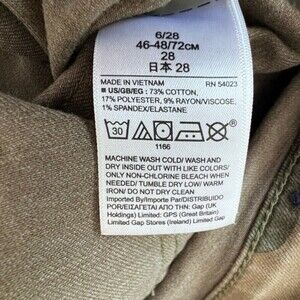 6/28
46-48/72CM
28
日本 28
MADE IN VIETNAM RN 54023
■ US/GB/EG: 73% COTTON,
17% POLYESTER, 9% RAYON/VISCOSE,
1% SPANDEX/ELASTANE
30
1166
MACHINE WASH COLD/ WASH AND
DRY INSIDE OUT WITH LIKE COLORS/
ONLY NON-CHLORINE BLEACH WHEN
NEEDED/ TUMBLE DRY LOW/ WARM
IRON/ DO NOT DRY CLEAN
Imported By/Importado Par/DISTRIBUIDO
POR/ΕΙΣΑΓΕΤΑΙ ΑΠΟ ΤΗΝ: Gap (UK
Holdings) Limited: GPS (Great Britain)
Limited Gap Stores (Ireland) Limited: Gap